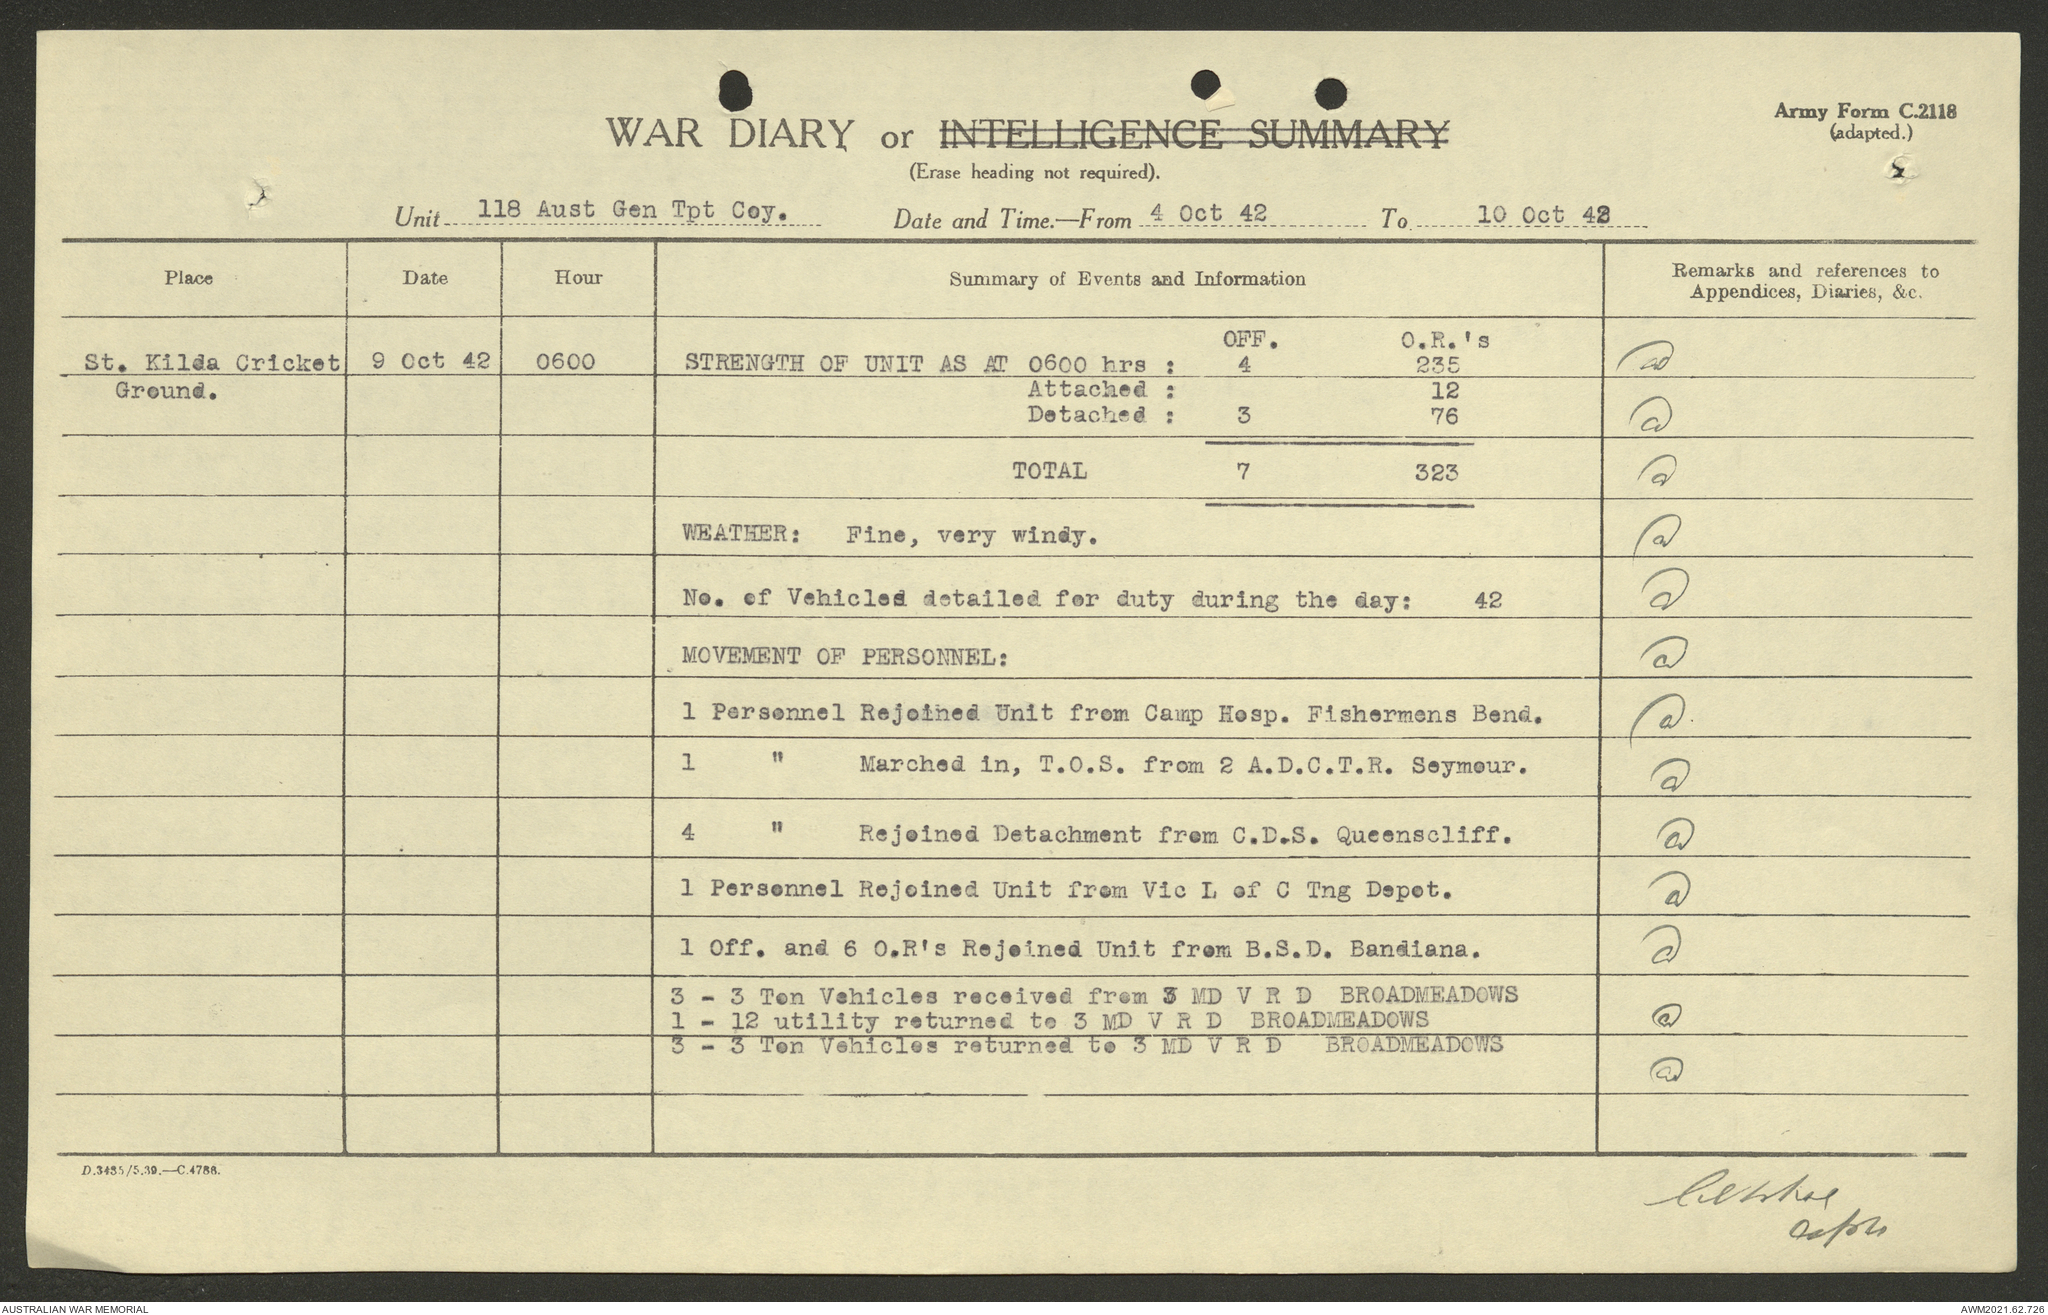 Army Form C.2118
(adapted.)
WAR DIARY or INTELLIGENCE SUMMARY
(Erase heading not required).
Unit 118 Aust Gen Tpt Coy. Date and Time.—From 4 Oct 42 To 10 Oct 42
Place Date Hour Summary of Events and Information Remarks and references to
Appendices, Diaries, &c.
OFF. O.R.'s
St. Kilda Cricket 9 Oct 42 0600 STRENGTH OF UNIT AS AT 0600 hrs : 4 235
Ground. Attached : 12
Detached : 3 76
TOTAL 7 323
WEATHER: Fine, very windy.
No. of Vehicles detailed for duty during the day: 42
MOVEMENT OF PERSONNEL:
1 Personnel Rejoined Unit from Camp Hosp. Fishermens Bend.
1 " Marched in, T.O.S. from 2 A.D.C.T.R. Seymour.
4 " Rejoined Detachment from C.D.S. Queenscliff.
1 Personnel Rejoined Unit from Vic L of C Tng Depot.
1 Off. and 6 O.R's Rejoined Unit from B.S.D. Bandiana.
3 - 3 Ton Vehicles received from 3 MD V R D BROADMEADOWS
1 - 12 utility returned to 3 MD V R D BROADMEADOWS
3 - 3 Ton Vehicles returned to 3 MD V R D BROADMEADOWS
D.3435/5.39.—C.4786.
AUSTRALIAN WAR MEMORIAL AWM2021.62.726